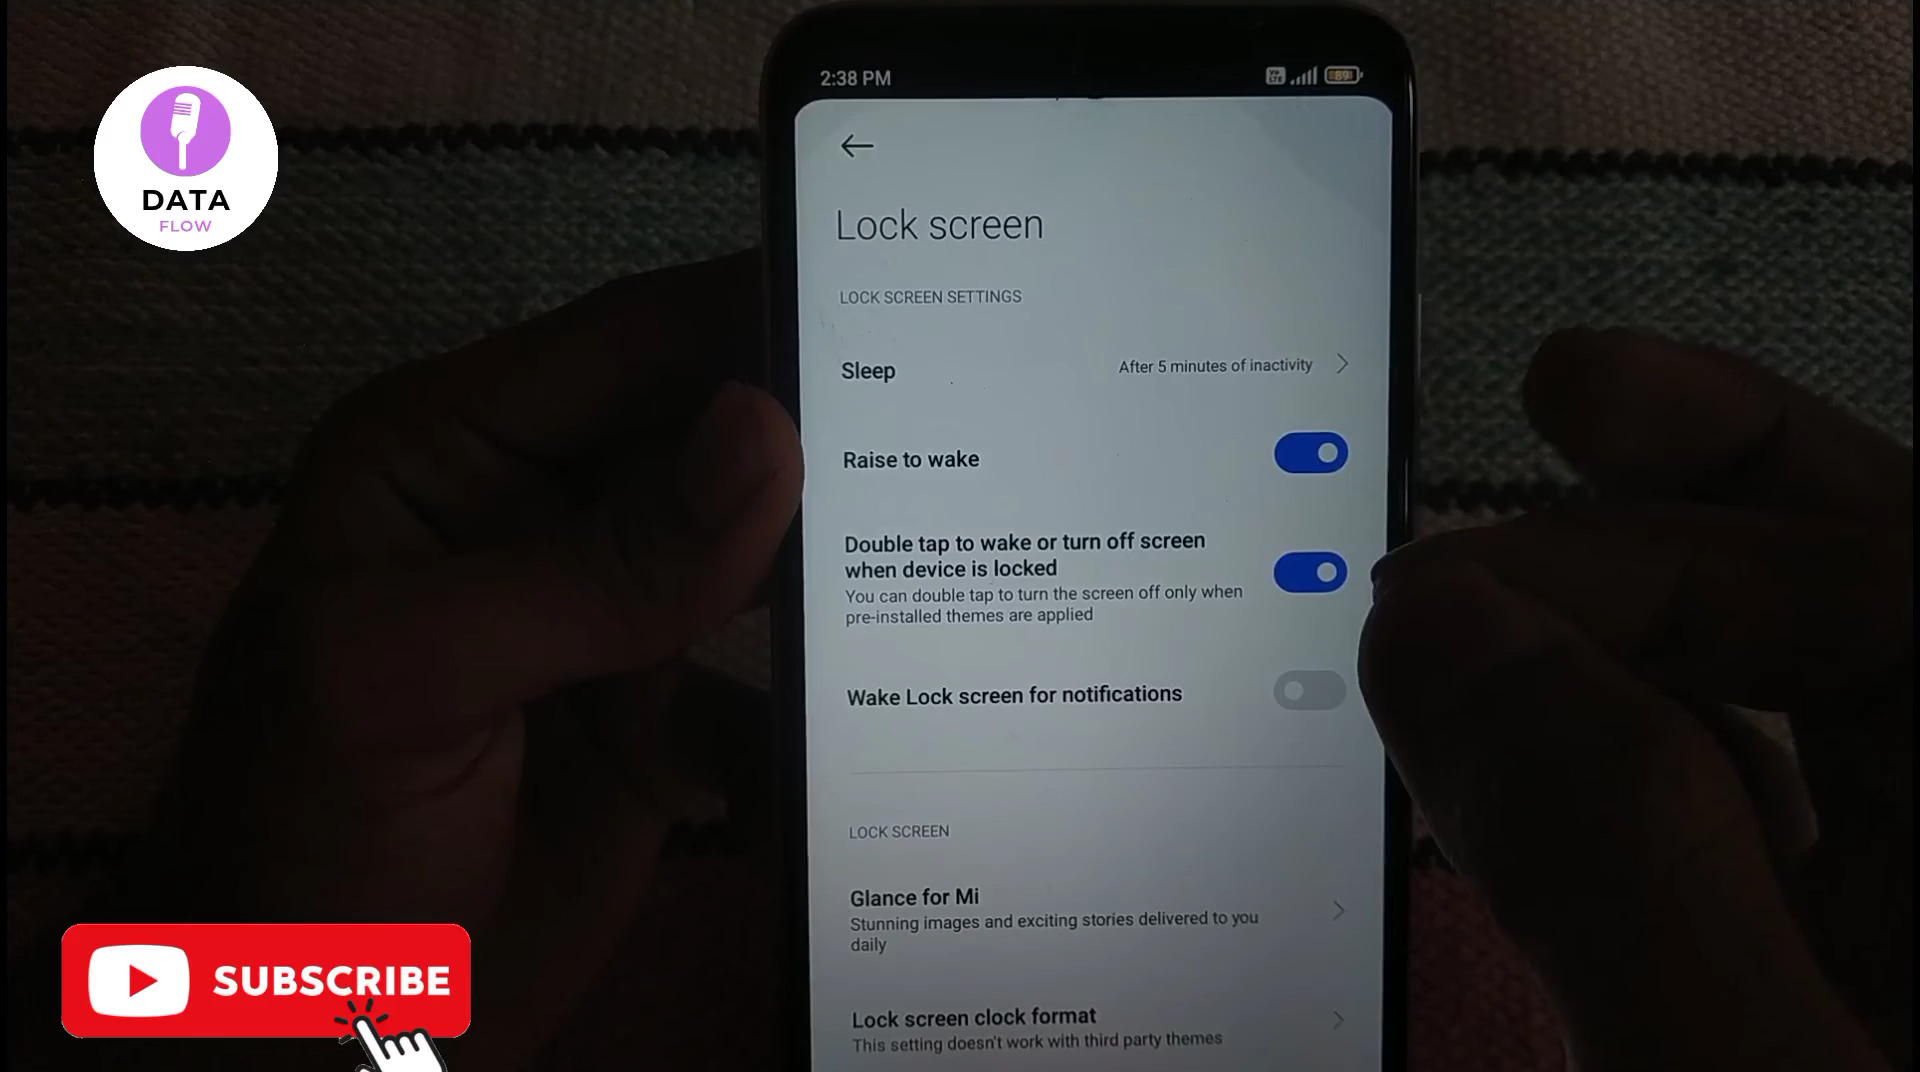 DATA
FLOW
2:38 PM
Vo
LTE
89
Lock screen
LOCK SCREEN SETTINGS
Sleep
After 5 minutes of inactivity
Raise to wake
Double tap to wake or turn off screen
when device is locked
You can double tap to turn the screen off only when
pre-installed themes are applied
Wake Lock screen for notifications
LOCK SCREEN
Glance for Mi
Stunning images and exciting stories delivered to you
daily
Lock screen clock format
This setting doesn't work with third party themes
SUBSCRIBE